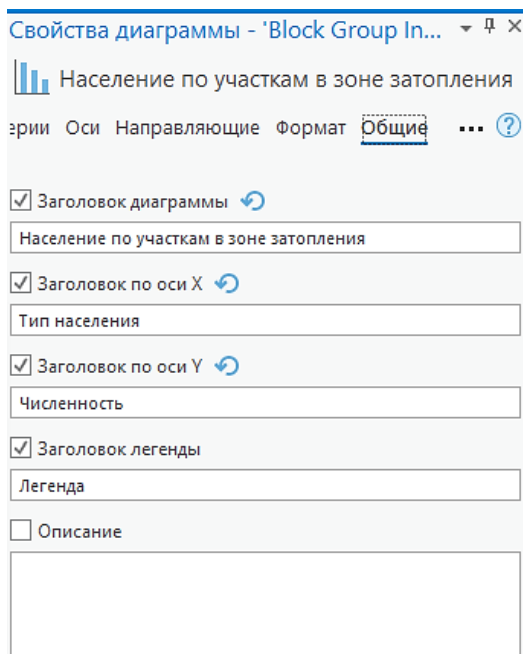 Свойства диаграммы - 'Block Group In...
Население по участкам в зоне затопления
ерии Оси Направляющие Формат Общие ... ?
Заголовок диаграммы
Население по участкам в зоне затопления
Заголовок по оси X
Тип населения
Заголовок по оси Y
Численность
Заголовок легенды
Легенда
Описание